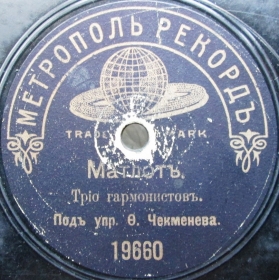 МЕТРОПОЛЬ РЕКОРДЪ
TRADE MARK
Матлотъ.
Тріо гармонистовъ.
Подъ упр. Ѳ. Чекменева.
19660